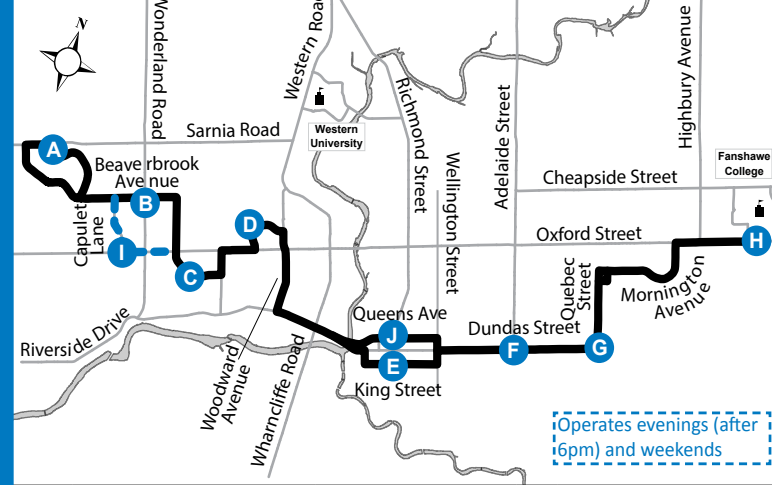 N
Wonderland Road
Western Road
Richmond Street
Wellington Street
Adelaide Street
Highbury Avenue
Sarnia Road
Western
University
Fanshawe
College
A
Beaverbrook
Avenue
Cheapside Street
B
Capulet
Lane
D
Oxford Street
H
I
C
Quebec
Street
Mornington
Avenue
Queens Ave
J
Dundas Street
F
G
Riverside Drive
E
King Street
Woodward
Avenue
Wharncliffe Road
Operates evenings (after
6pm) and weekends